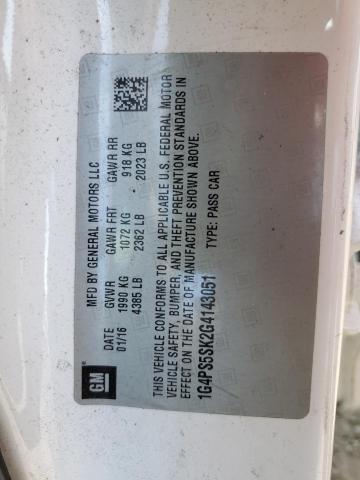 MFD BY GENERAL MOTORS LLC
DATE GVWR GAWR FRT GAWR RR
01/16 1990 KG 1072 KG 918 KG
4385 LB 2362 LB 2023 LB
THIS VEHICLE CONFORMS TO ALL APPLICABLE U.S. FEDERAL MOTOR
VEHICLE SAFETY, BUMPER, AND THEFT PREVENTION STANDARDS IN
EFFECT ON THE DATE OF MANUFACTURE SHOWN ABOVE.
1G4PS5SK2G4143051 TYPE: PASS CAR
GM